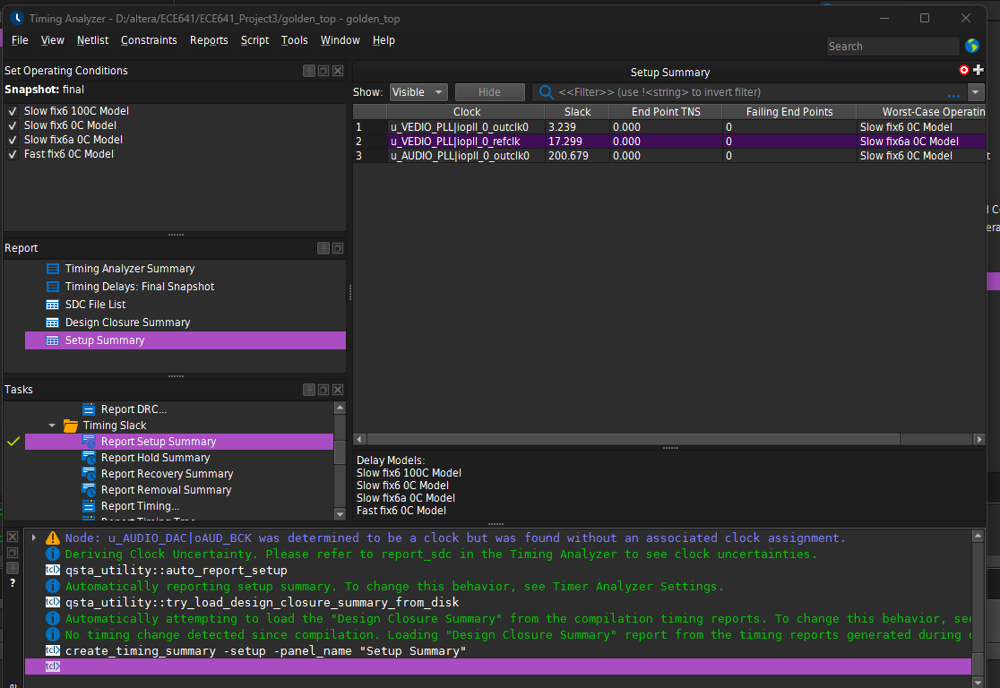 Timing Analyzer - D:/altera/ECE641/ECE641_Project3/golden_top - golden_top
File View Netlist Constraints Reports Script Tools Window Help
Search
Set Operating Conditions
Snapshot: final
Slow fix6 100C Model
Slow fix6 0C Model
Slow fix6a 0C Model
Fast fix6 0C Model
Report
Timing Analyzer Summary
Timing Delays: Final Snapshot
SDC File List
Design Closure Summary
Setup Summary
Tasks
Report DRC...
Timing Slack
Report Setup Summary
Report Hold Summary
Report Recovery Summary
Report Removal Summary
Report Timing...
Setup Summary
Show: Visible Hide <<Filter>> (use !<string> to invert filter) ...
Clock Slack End Point TNS Failing End Points Worst-Case Operatin
1 u_VEDIO_PLL|iopll_0_outclk0 3.239 0.000 0 Slow fix6 0C Model
2 u_VEDIO_PLL|iopll_0_refclk 17.299 0.000 0 Slow fix6a 0C Model
3 u_AUDIO_PLL|iopll_0_outclk0 200.679 0.000 0 Slow fix6 0C Model
Delay Models:
Slow fix6 100C Model
Slow fix6 0C Model
Slow fix6a 0C Model
Fast fix6 0C Model
Node: u_AUDIO_DAC|oAUD_BCK was determined to be a clock but was found without an associated clock assignment.
Deriving Clock Uncertainty. Please refer to report_sdc in the Timing Analyzer to see clock uncertainties.
tcl> qsta_utility::auto_report_setup
Automatically reporting setup summary. To change this behavior, see Timer Analyzer Settings.
tcl> qsta_utility::try_load_design_closure_summary_from_disk
Automatically attempting to load the "Design Closure Summary" from the compilation timing reports. To change this behavior, see
No timing change detected since compilation. Loading "Design Closure Summary" report from the timing reports generated during
tcl> create_timing_summary -setup -panel_name "Setup Summary"
tcl>